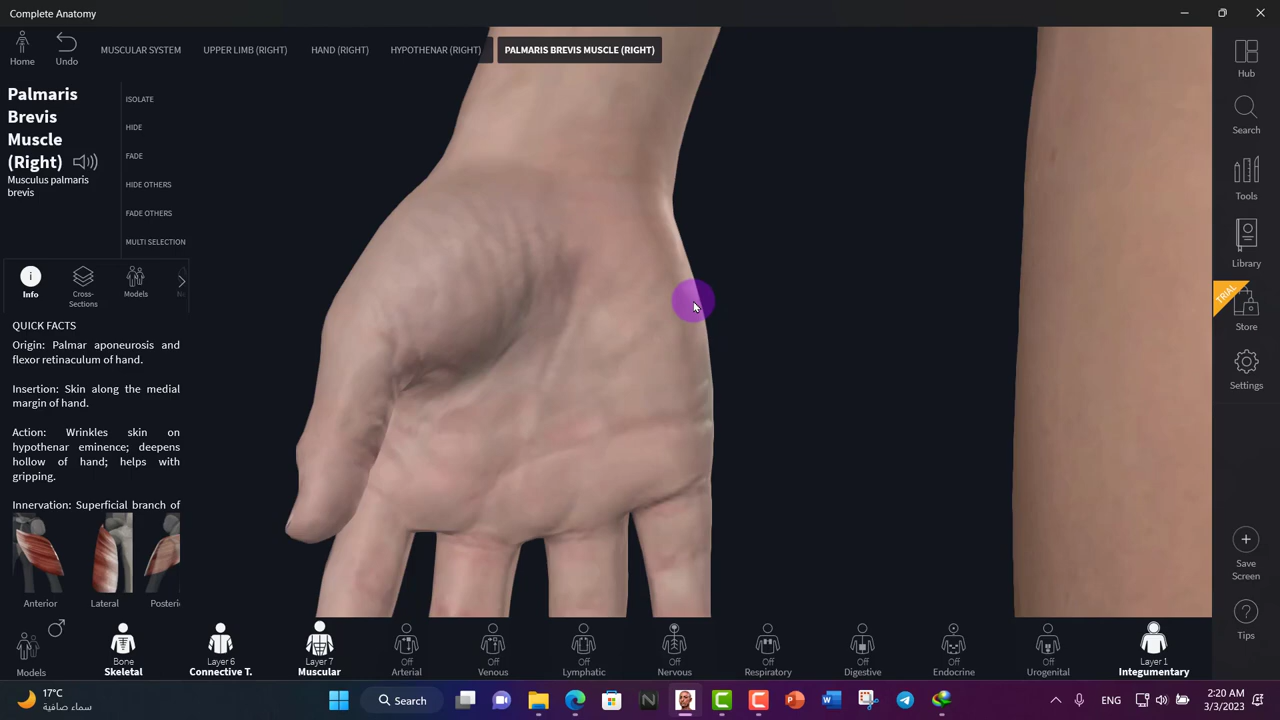 Complete Anatomy
Home
Undo
MUSCULAR SYSTEM
UPPER LIMB (RIGHT)
HAND (RIGHT)
HYPOTHENAR (RIGHT)
PALMARIS BREVIS MUSCLE (RIGHT)
Palmaris
Brevis
Muscle
(Right)
Musculus palmaris
brevis
ISOLATE
HIDE
FADE
HIDE OTHERS
FADE OTHERS
MULTI SELECTION
Info
Cross-
Sections
Models
QUICK FACTS
Origin: Palmar aponeurosis and
flexor retinaculum of hand.
Insertion: Skin along the medial
margin of hand.
Action: Wrinkles skin on
hypothenar eminence; deepens
hollow of hand; helps with
gripping.
Innervation: Superficial branch of
Anterior
Lateral
Posteri
Hub
Search
Tools
Library
TRIAL
Store
Settings
Save
Screen
Tips
Models
Bone
Skeletal
Layer 6
Connective T.
Layer 7
Muscular
Off
Arterial
Off
Venous
Off
Lymphatic
Off
Nervous
Off
Respiratory
Off
Digestive
Off
Endocrine
Off
Urogenital
Layer 1
Integumentary
17°C
سماء صافية
Search
ENG
2:20 AM
3/3/2023